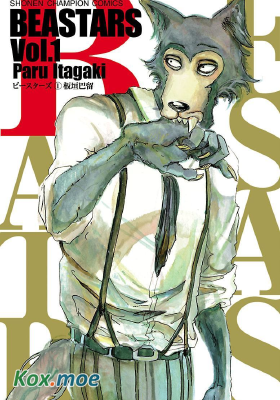 SHONEN CHAMPION COMICS
BEASTARS
Vol.1
Paru Itagaki
ビースターズ ① 板垣巴留
BEASTARS
Kox.moe